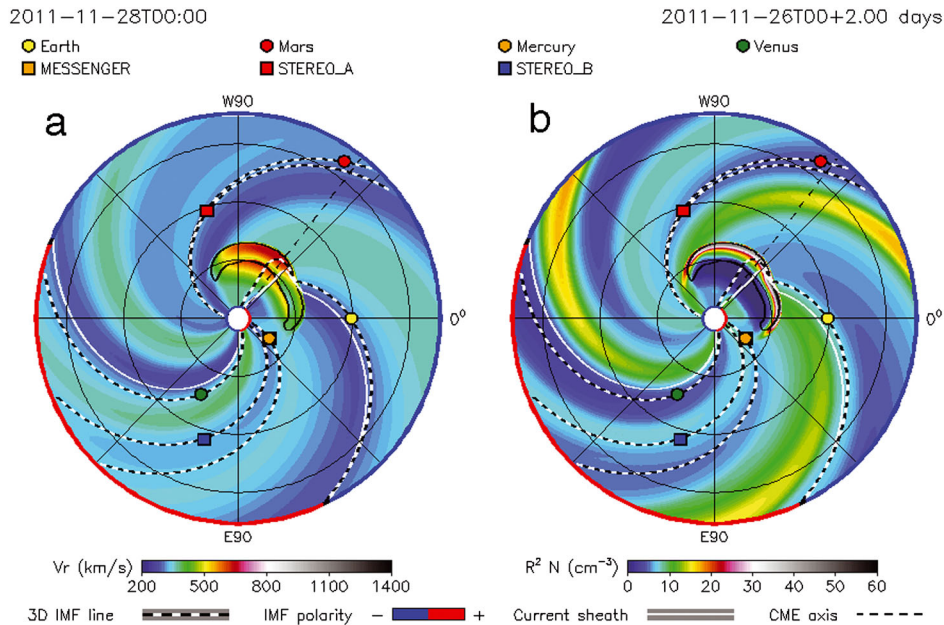 2011-11-28T00:00 2011-11-26T00+2.00 days
Earth Mars Mercury Venus
MESSENGER STEREO_A STEREO_B
a W90 b W90
0° 0°
E90 E90
Vr (km/s) 200 500 800 1100 1400 R² N (cm⁻³) 0 10 20 30 40 50 60
3D IMF line IMF polarity - + Current sheath CME axis